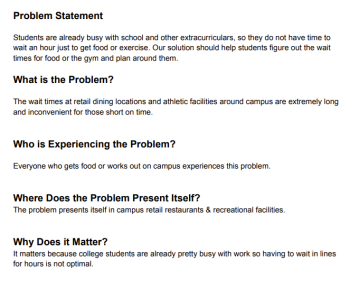 Problem Statement
Students are already busy with school and other extracurriculars, so they do not have time to
wait an hour just to get food or exercise. Our solution should help students figure out the wait
times for food or the gym and plan around them.
What is the Problem?
The wait times at retail dining locations and athletic facilities around campus are extremely long
and inconvenient for those short on time.
Who is Experiencing the Problem?
Everyone who gets food or works out on campus experiences this problem.
Where Does the Problem Present Itself?
The problem presents itself in campus retail restaurants & recreational facilities.
Why Does it Matter?
It matters because college students are already pretty busy with work so having to wait in lines
for hours is not optimal.